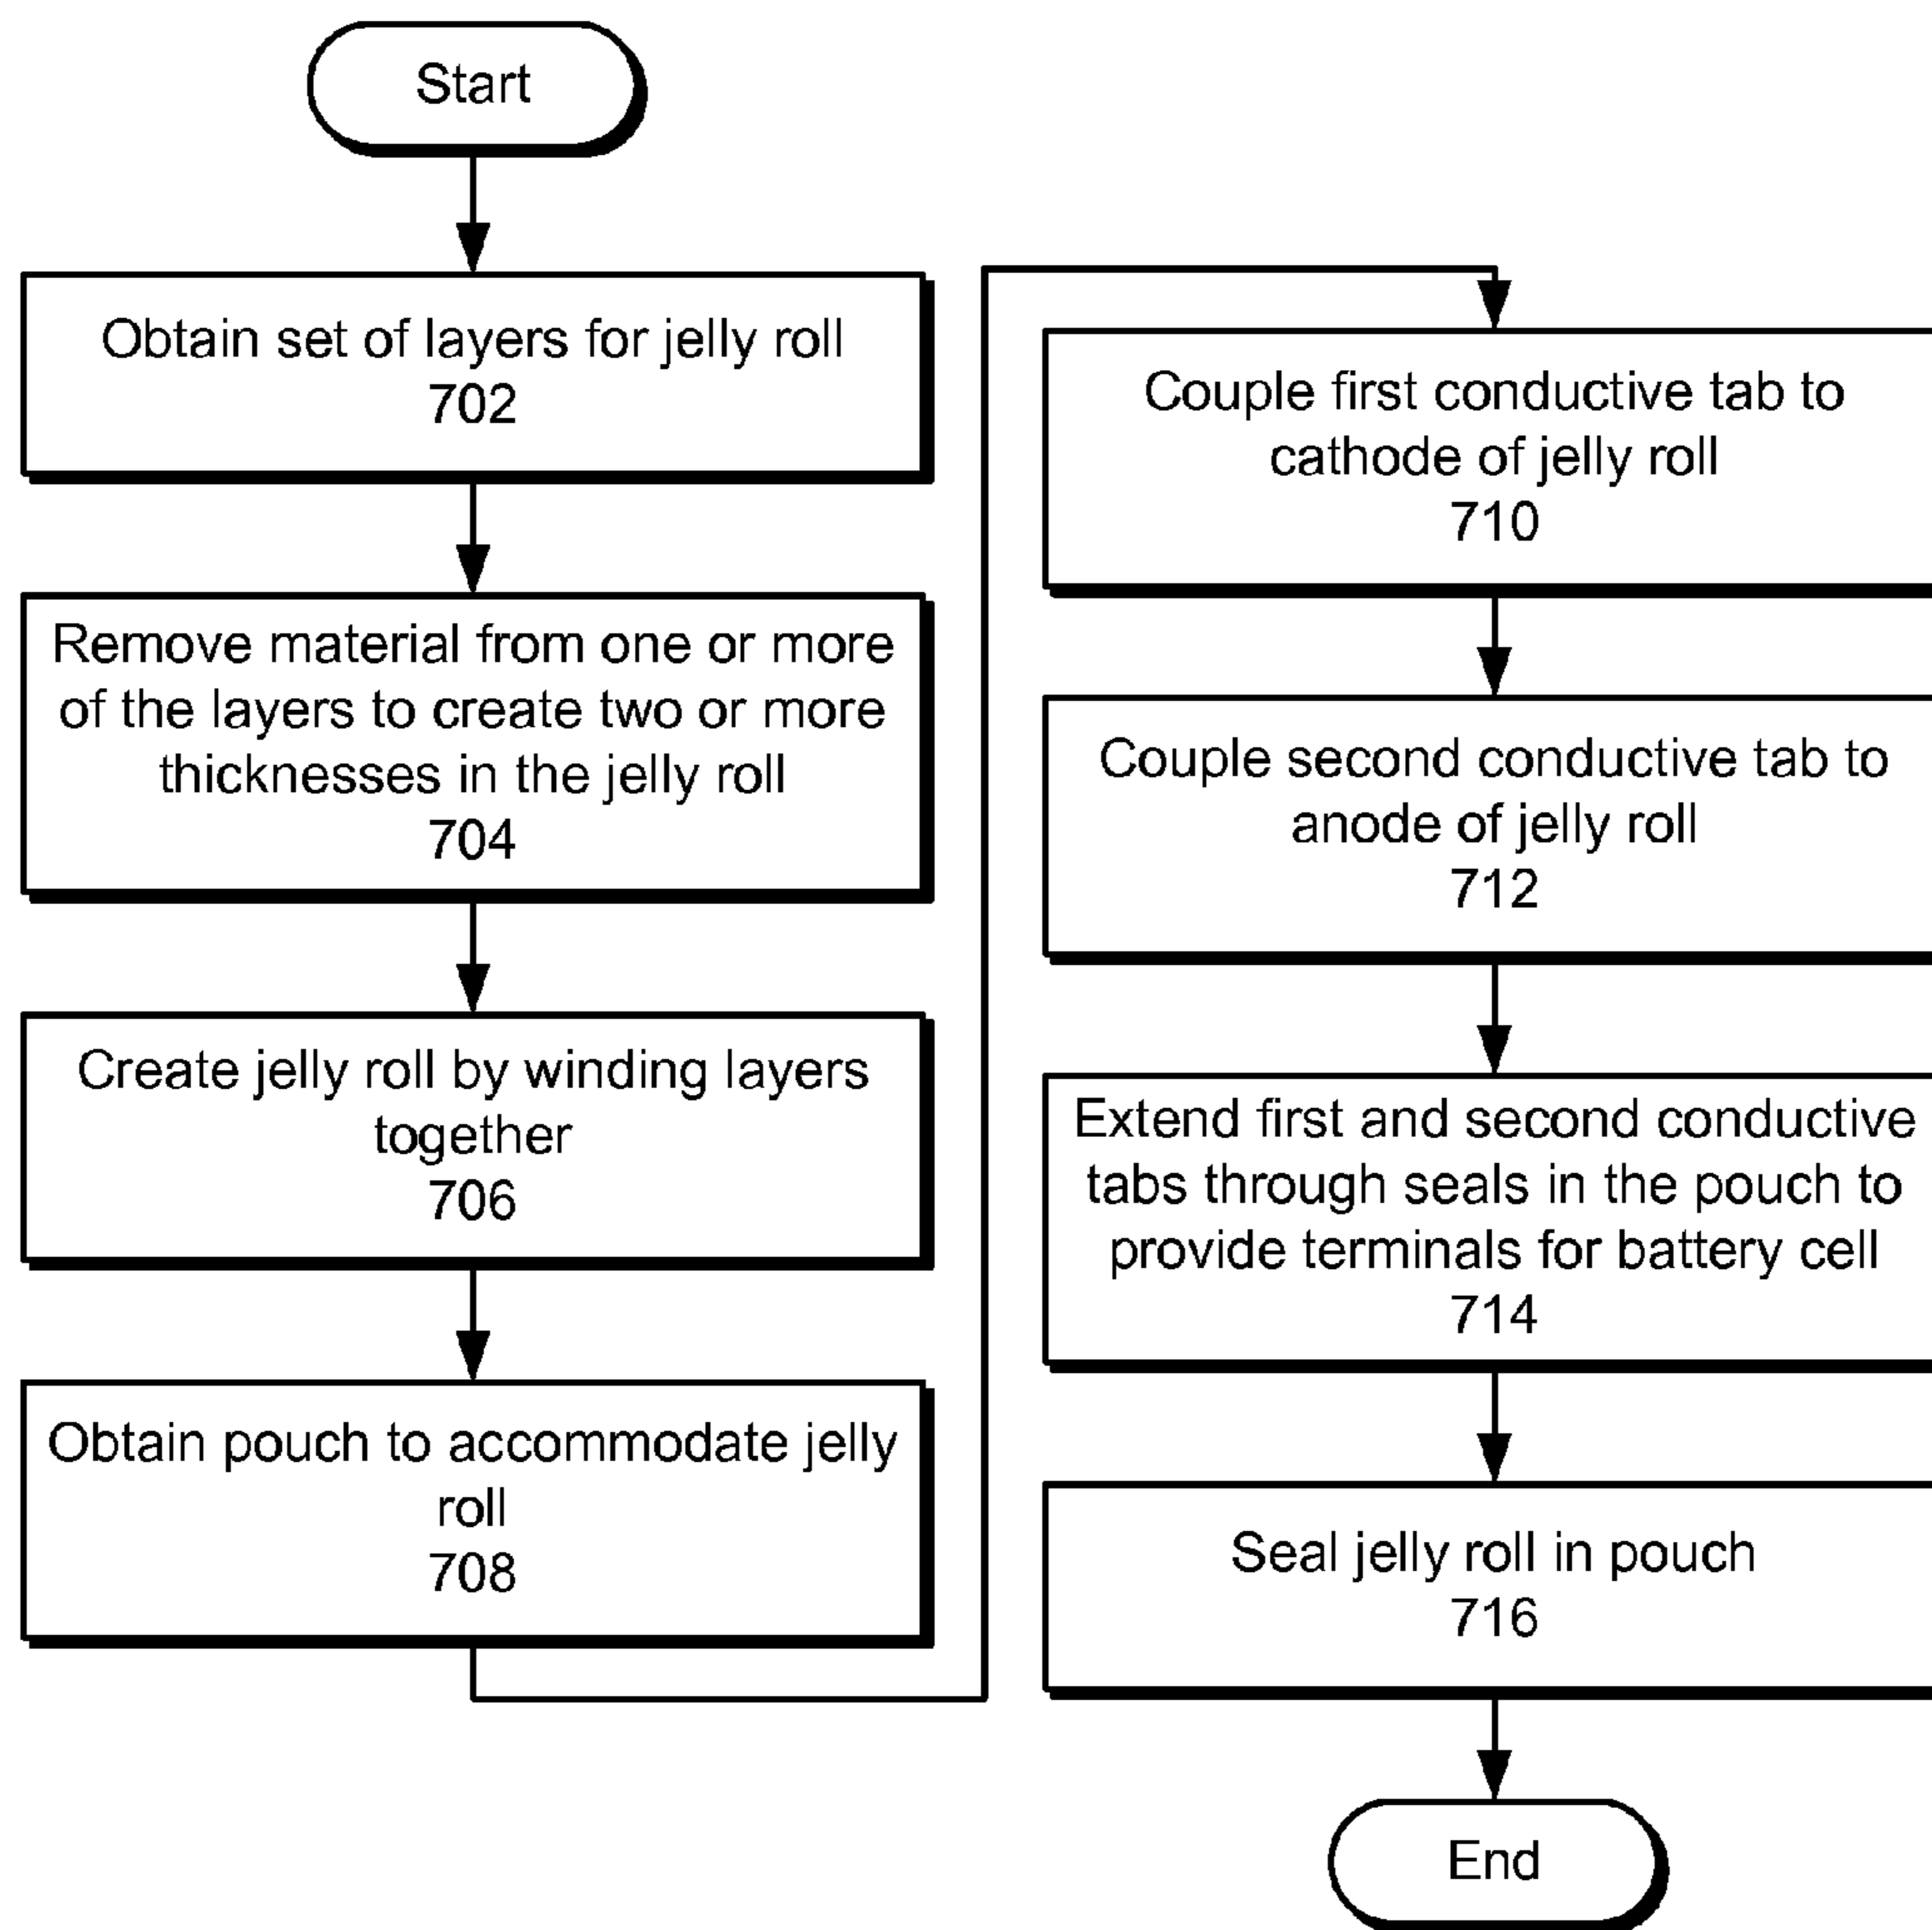 Start
Obtain set of layers for jelly roll
702
Remove material from one or more
of the layers to create two or more
thicknesses in the jelly roll
704
Create jelly roll by winding layers
together
706
Obtain pouch to accommodate jelly
roll
708
Couple first conductive tab to
cathode of jelly roll
710
Couple second conductive tab to
anode of jelly roll
712
Extend first and second conductive
tabs through seals in the pouch to
provide terminals for battery cell
714
Seal jelly roll in pouch
716
End